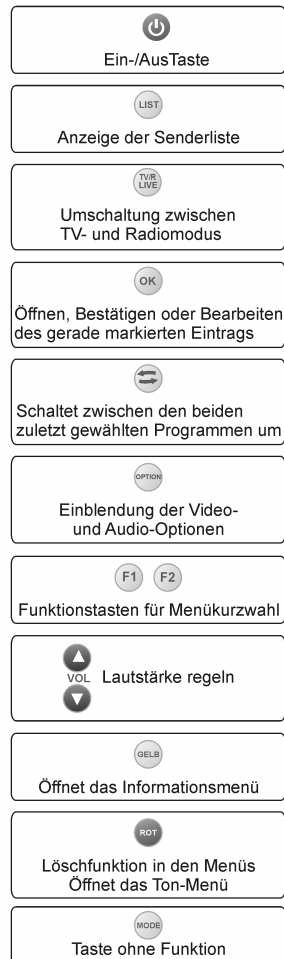 Ein-/AusTaste
LIST
Anzeige der Senderliste
TV/R
LIVE
Umschaltung zwischen
TV- und Radiomodus
OK
Öffnen, Bestätigen oder Bearbeiten
des gerade markierten Eintrags
Schaltet zwischen den beiden
zuletzt gewählten Programmen um
OPTION
Einblendung der Video-
und Audio-Optionen
F1 F2
Funktionstasten für Menükurzwahl
VOL Lautstärke regeln
GELB
Öffnet das Informationsmenü
ROT
Löschfunktion in den Menüs
Öffnet das Ton-Menü
MODE
Taste ohne Funktion